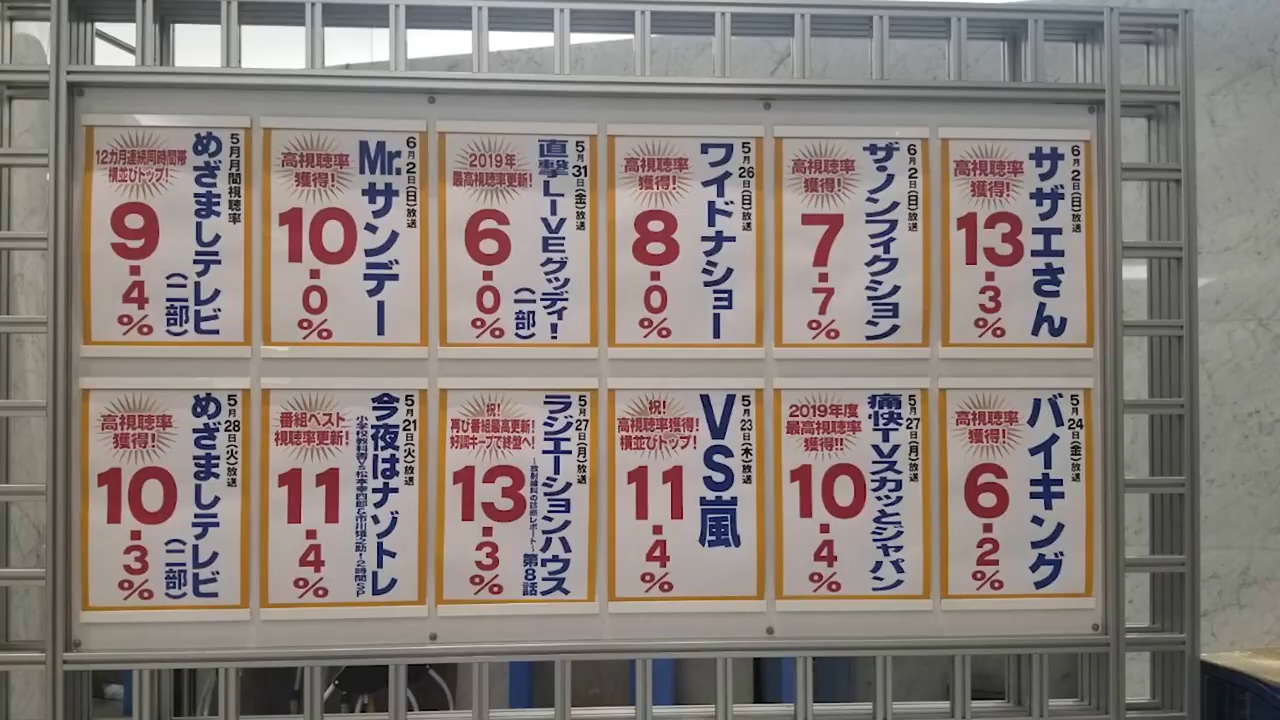 5月月間視聴率
めざましテレビ
(二部)
12カ月連続同時間帯
横並びトップ!
9.4%
6月2日(日)放送
Mr.サンデー
高視聴率
獲得!
10.0%
5月31日(金)放送
直撃LIVEグッディ!
(一部)
2019年
最高視聴率更新!
6.0%
5月26日(日)放送
ワイドナショー
高視聴率
獲得!
8.0%
6月2日(日)放送
ザ・ノンフィクション
高視聴率
獲得!
7.7%
6月2日(日)放送
サザエさん
高視聴率
獲得!
13.3%
5月28日(火)放送
めざましテレビ
(二部)
高視聴率
獲得!
10.3%
5月21日(火)放送
今夜はナゾトレ
番組ベスト
視聴率更新!
11.4%
5月27日(月)放送
ラジエーションハウス
~放射線科の診断レポート~
第8話
祝!
再び番組最高更新!
好調キープで終盤へ!
13.3%
5月23日(木)放送
VS嵐
祝!
高視聴率獲得!
横並びトップ!
11.4%
5月27日(月)放送
痛快TVスカッとジャパン
2019年度
最高視聴率更新!!
10.4%
5月24日(金)放送
バイキング
高視聴率
獲得!
6.2%